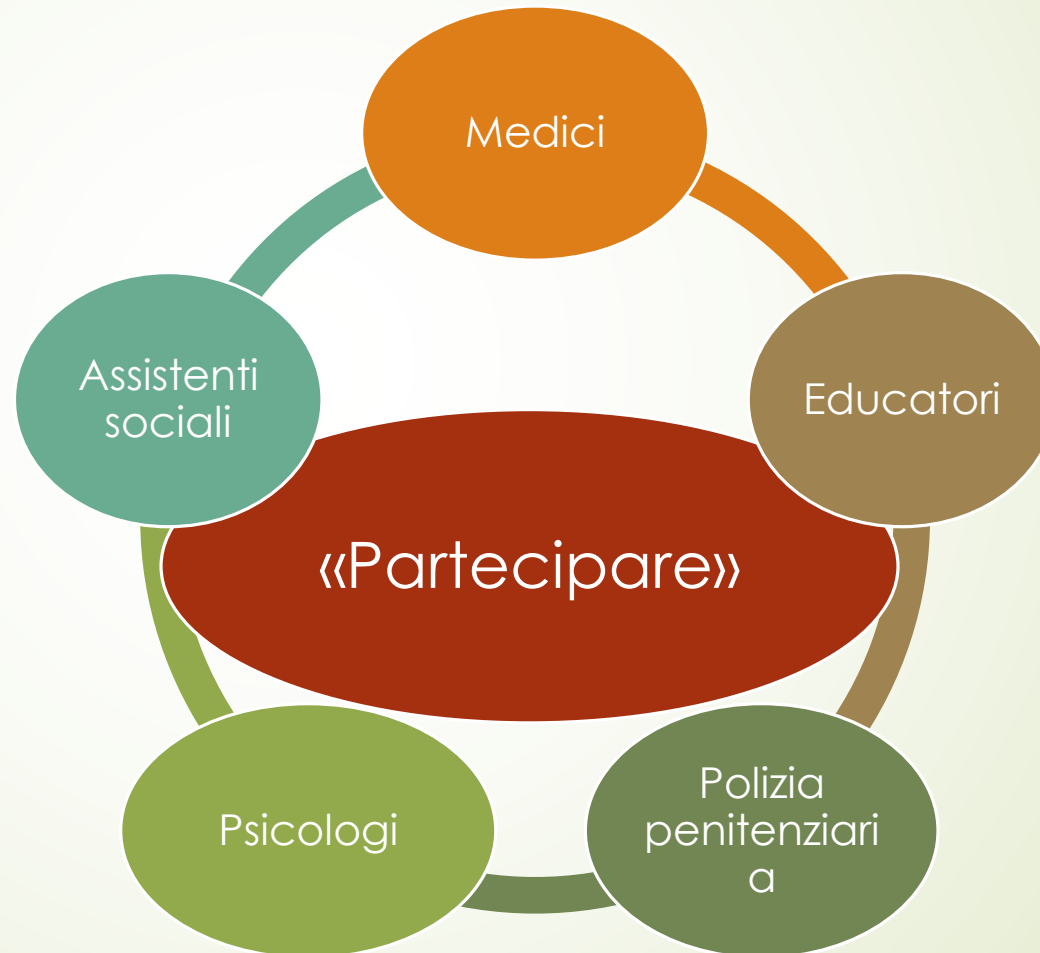 Medici
Assistenti
sociali
Educatori
«Partecipare»
Psicologi
Polizia
penitenziari
a